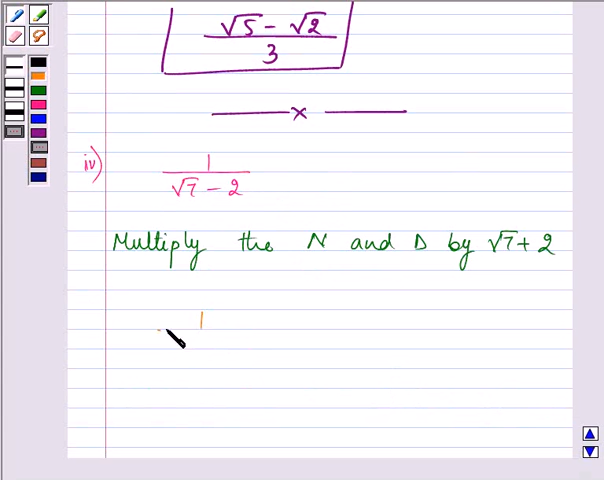 √5 − √2
3
x
iv) 1
√7 − 2
Multiply the N and D by √7 + 2
1